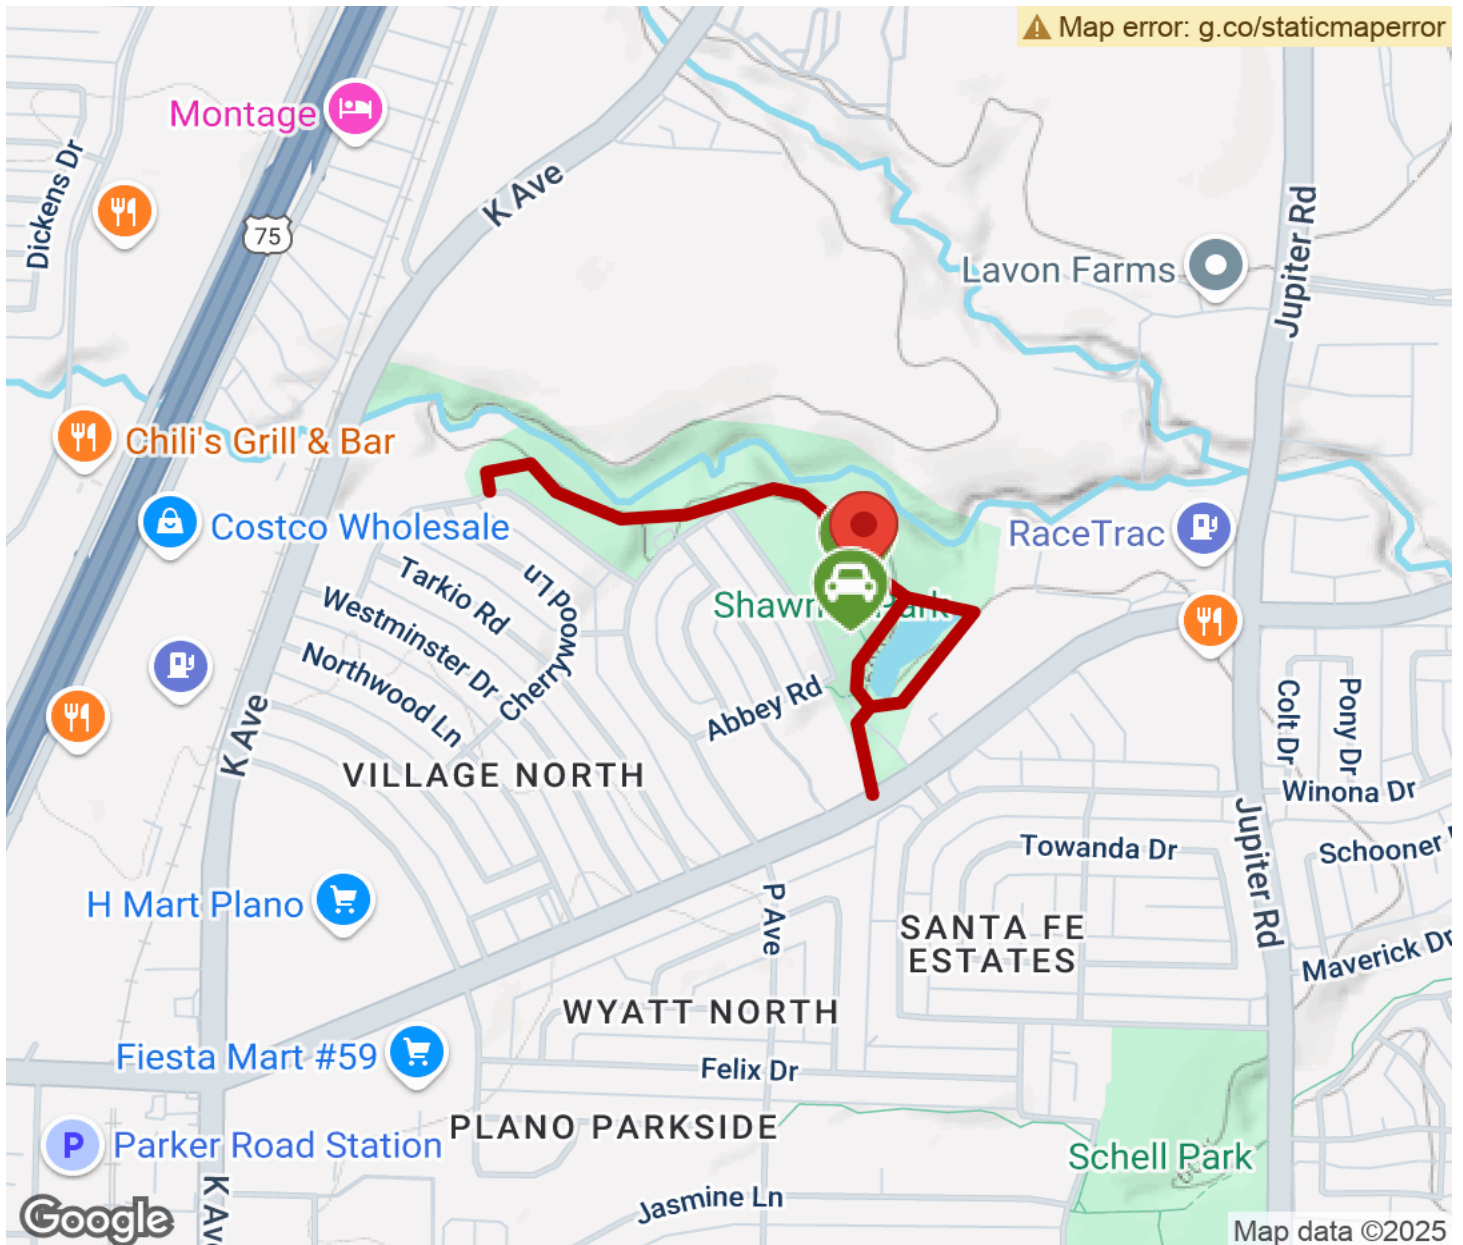 Map error: g.co/staticmaperror
Montage
Dickens Dr
K Ave
75
Jupiter Rd
Lavon Farms
Chili's Grill & Bar
Costco Wholesale
RaceTrac
Tarkio Rd
Cherrywood Ln
Westminster Dr
Northwood Ln
Abbey Rd
K Ave
VILLAGE NORTH
Colt Dr
Pony Dr
Winona Dr
Towanda Dr
Schooner
Jupiter Rd
H Mart Plano
P Ave
SANTA FE
ESTATES
Maverick Dr
WYATT NORTH
Fiesta Mart #59
Felix Dr
PLANO PARKSIDE
P
Parker Road Station
Schell Park
K Ave
Jasmine Ln
Google
Map data ©2025